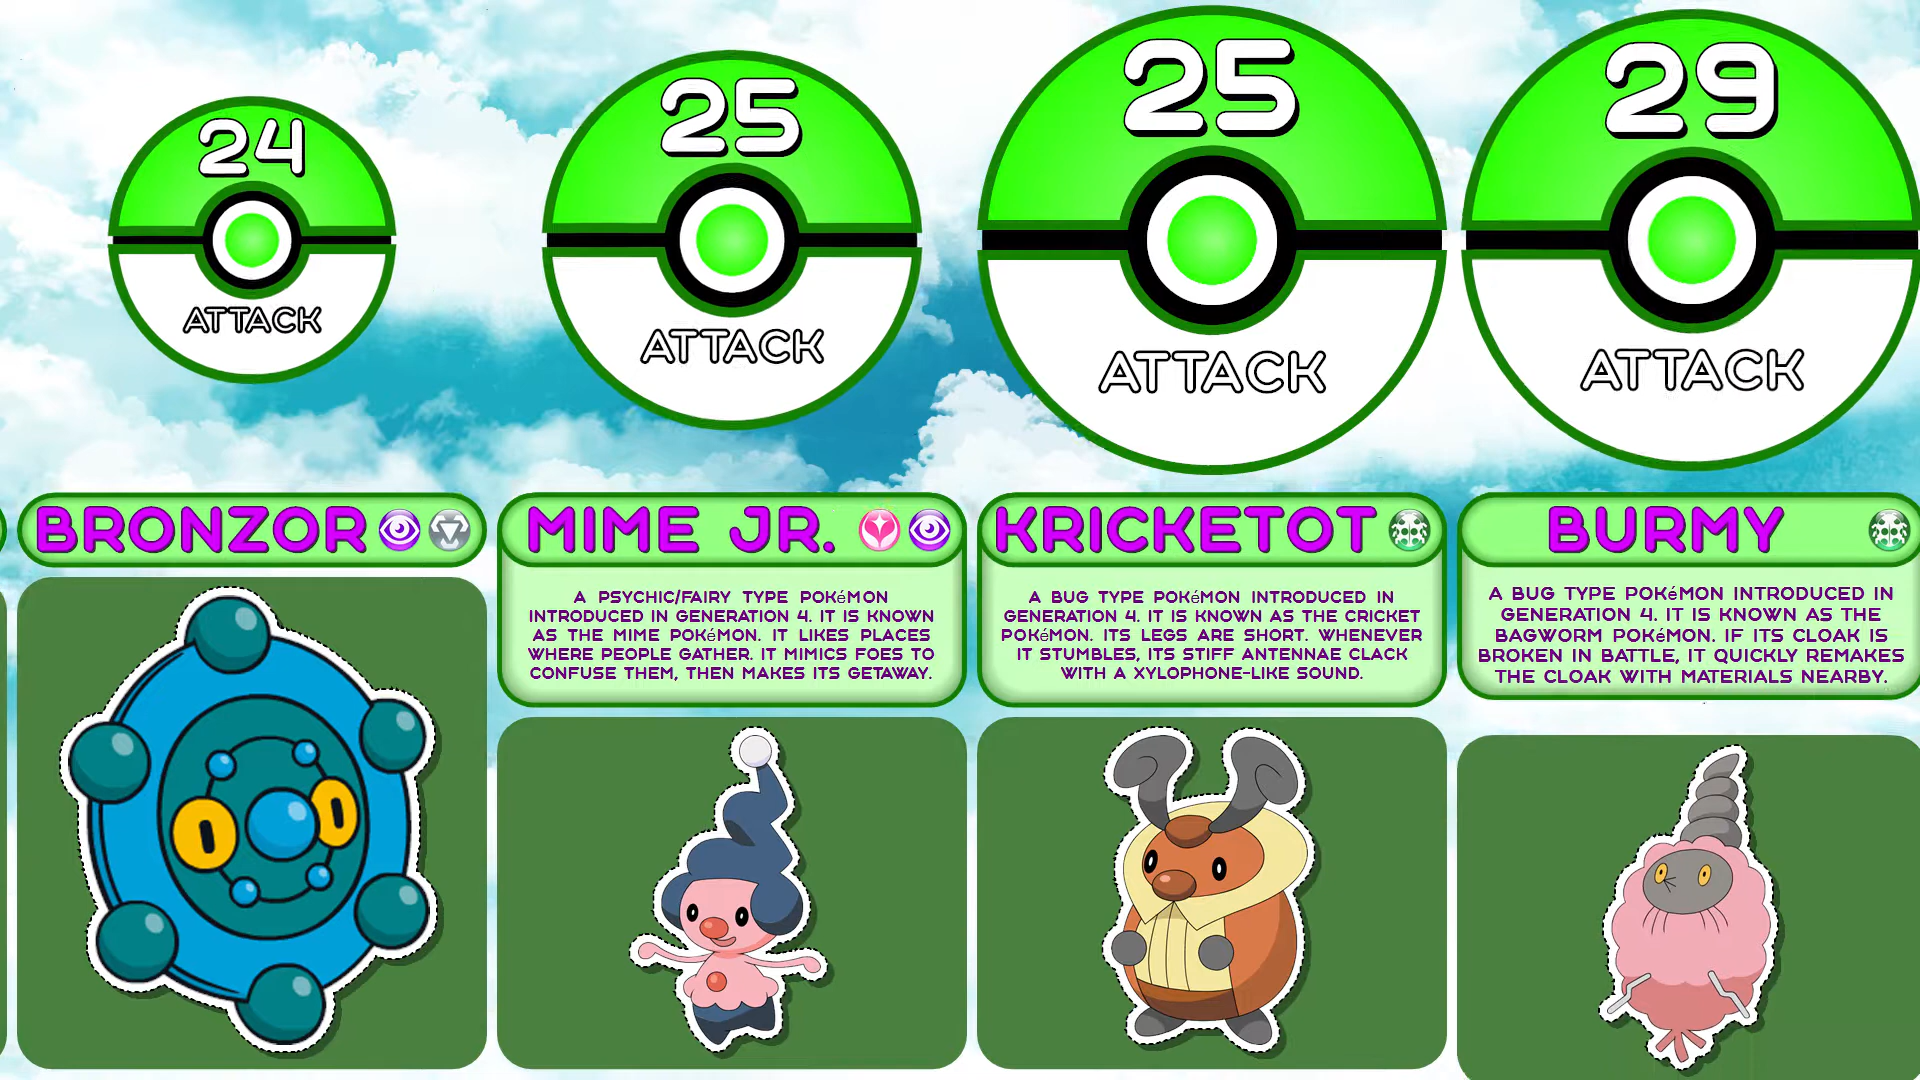 24
ATTACK
25
ATTACK
25
ATTACK
29
ATTACK
BRONZOR
MIME JR.
A PSYCHIC/FAIRY TYPE POKéMON
INTRODUCED IN GENERATION 4. IT IS KNOWN
AS THE MIME POKéMON. IT LIKES PLACES
WHERE PEOPLE GATHER. IT MIMICS FOES TO
CONFUSE THEM, THEN MAKES ITS GETAWAY.
KRICKETOT
A BUG TYPE POKéMON INTRODUCED IN
GENERATION 4. IT IS KNOWN AS THE CRICKET
POKéMON. ITS LEGS ARE SHORT. WHENEVER
IT STUMBLES, ITS STIFF ANTENNAE CLACK
WITH A XYLOPHONE-LIKE SOUND.
BURMY
A BUG TYPE POKéMON INTRODUCED IN
GENERATION 4. IT IS KNOWN AS THE
BAGWORM POKéMON. IF ITS CLOAK IS
BROKEN IN BATTLE, IT QUICKLY REMAKES
THE CLOAK WITH MATERIALS NEARBY.